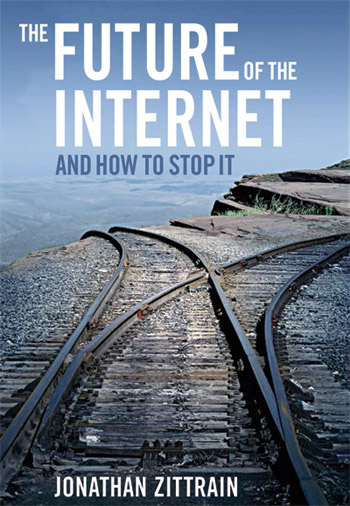 THE
FUTURE
OF THE
INTERNET
AND HOW TO STOP IT
JONATHAN ZITTRAIN